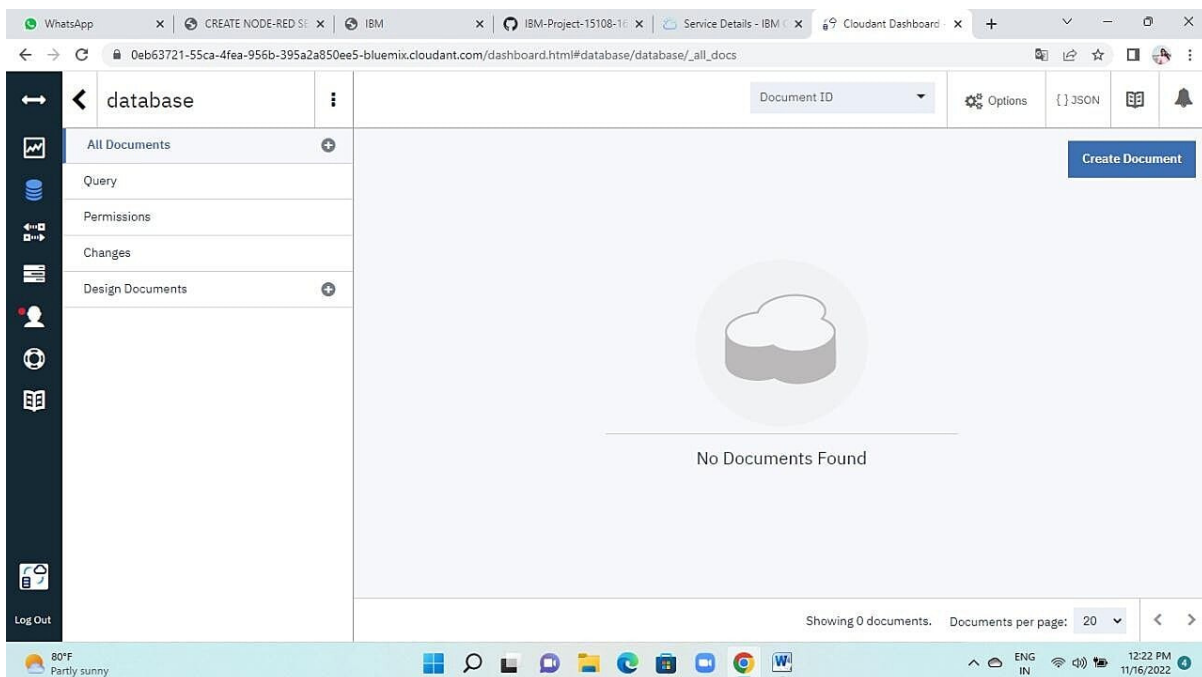 WhatsApp
CREATE NODE-RED SE
IBM
IBM-Project-15108-16
Service Details - IBM C
Cloudant Dashboard -
0eb63721-55ca-4fea-956b-395a2a850ee5-bluemix.cloudant.com/dashboard.html#database/database/_all_docs
database
Document ID
Options
{ } JSON
All Documents
Create Document
Query
Permissions
Changes
Design Documents
No Documents Found
Log Out
Showing 0 documents.
Documents per page: 20
80°F
Partly sunny
W
ENG
IN
12:22 PM
11/16/2022
4